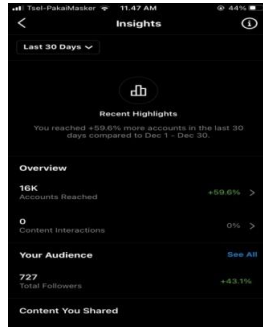 Tsel-PakaiMasker 11.47 AM 44%
Insights
Last 30 Days
Recent Highlights
You reached +59.6% more accounts in the last 30
days compared to Dec 1 - Dec 30.
Overview
16K +59.6%
Accounts Reached
0 0%
Content Interactions
Your Audience See All
727 +43.1%
Total Followers
Content You Shared